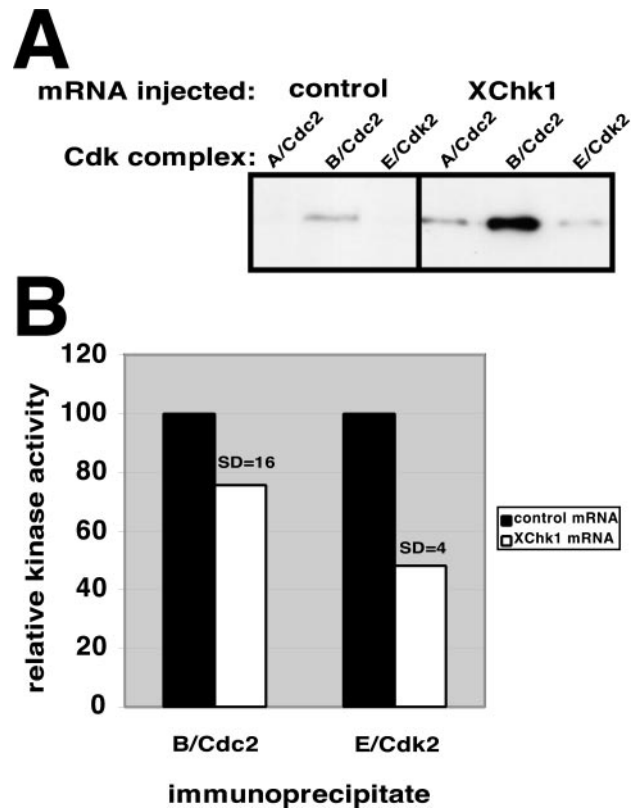 A
mRNA injected: control XChk1
Cdk complex: A/Cdc2 B/Cdc2 E/Cdk2 A/Cdc2 B/Cdc2 E/Cdk2
B
relative kinase activity
120
100
80
60
40
20
0
SD=16
SD=4
control mRNA
XChk1 mRNA
B/Cdc2 E/Cdk2
immunoprecipitate